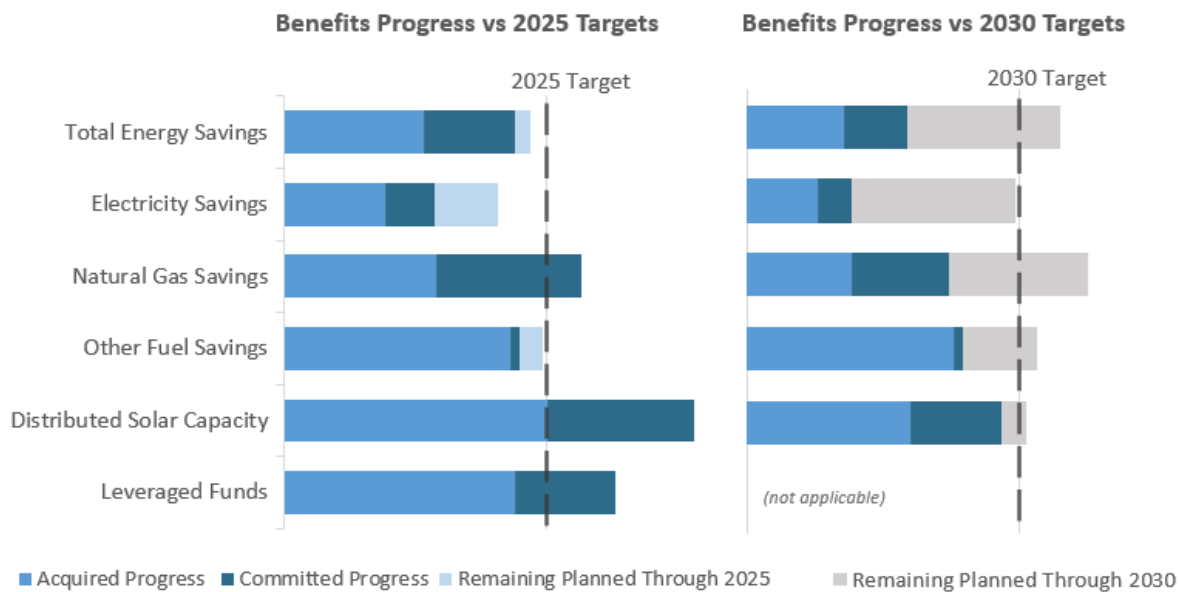 Benefits Progress vs 2025 Targets
Benefits Progress vs 2030 Targets
2025 Target
2030 Target
Total Energy Savings
Electricity Savings
Natural Gas Savings
Other Fuel Savings
Distributed Solar Capacity
Leveraged Funds
(not applicable)
Acquired Progress
Committed Progress
Remaining Planned Through 2025
Remaining Planned Through 2030